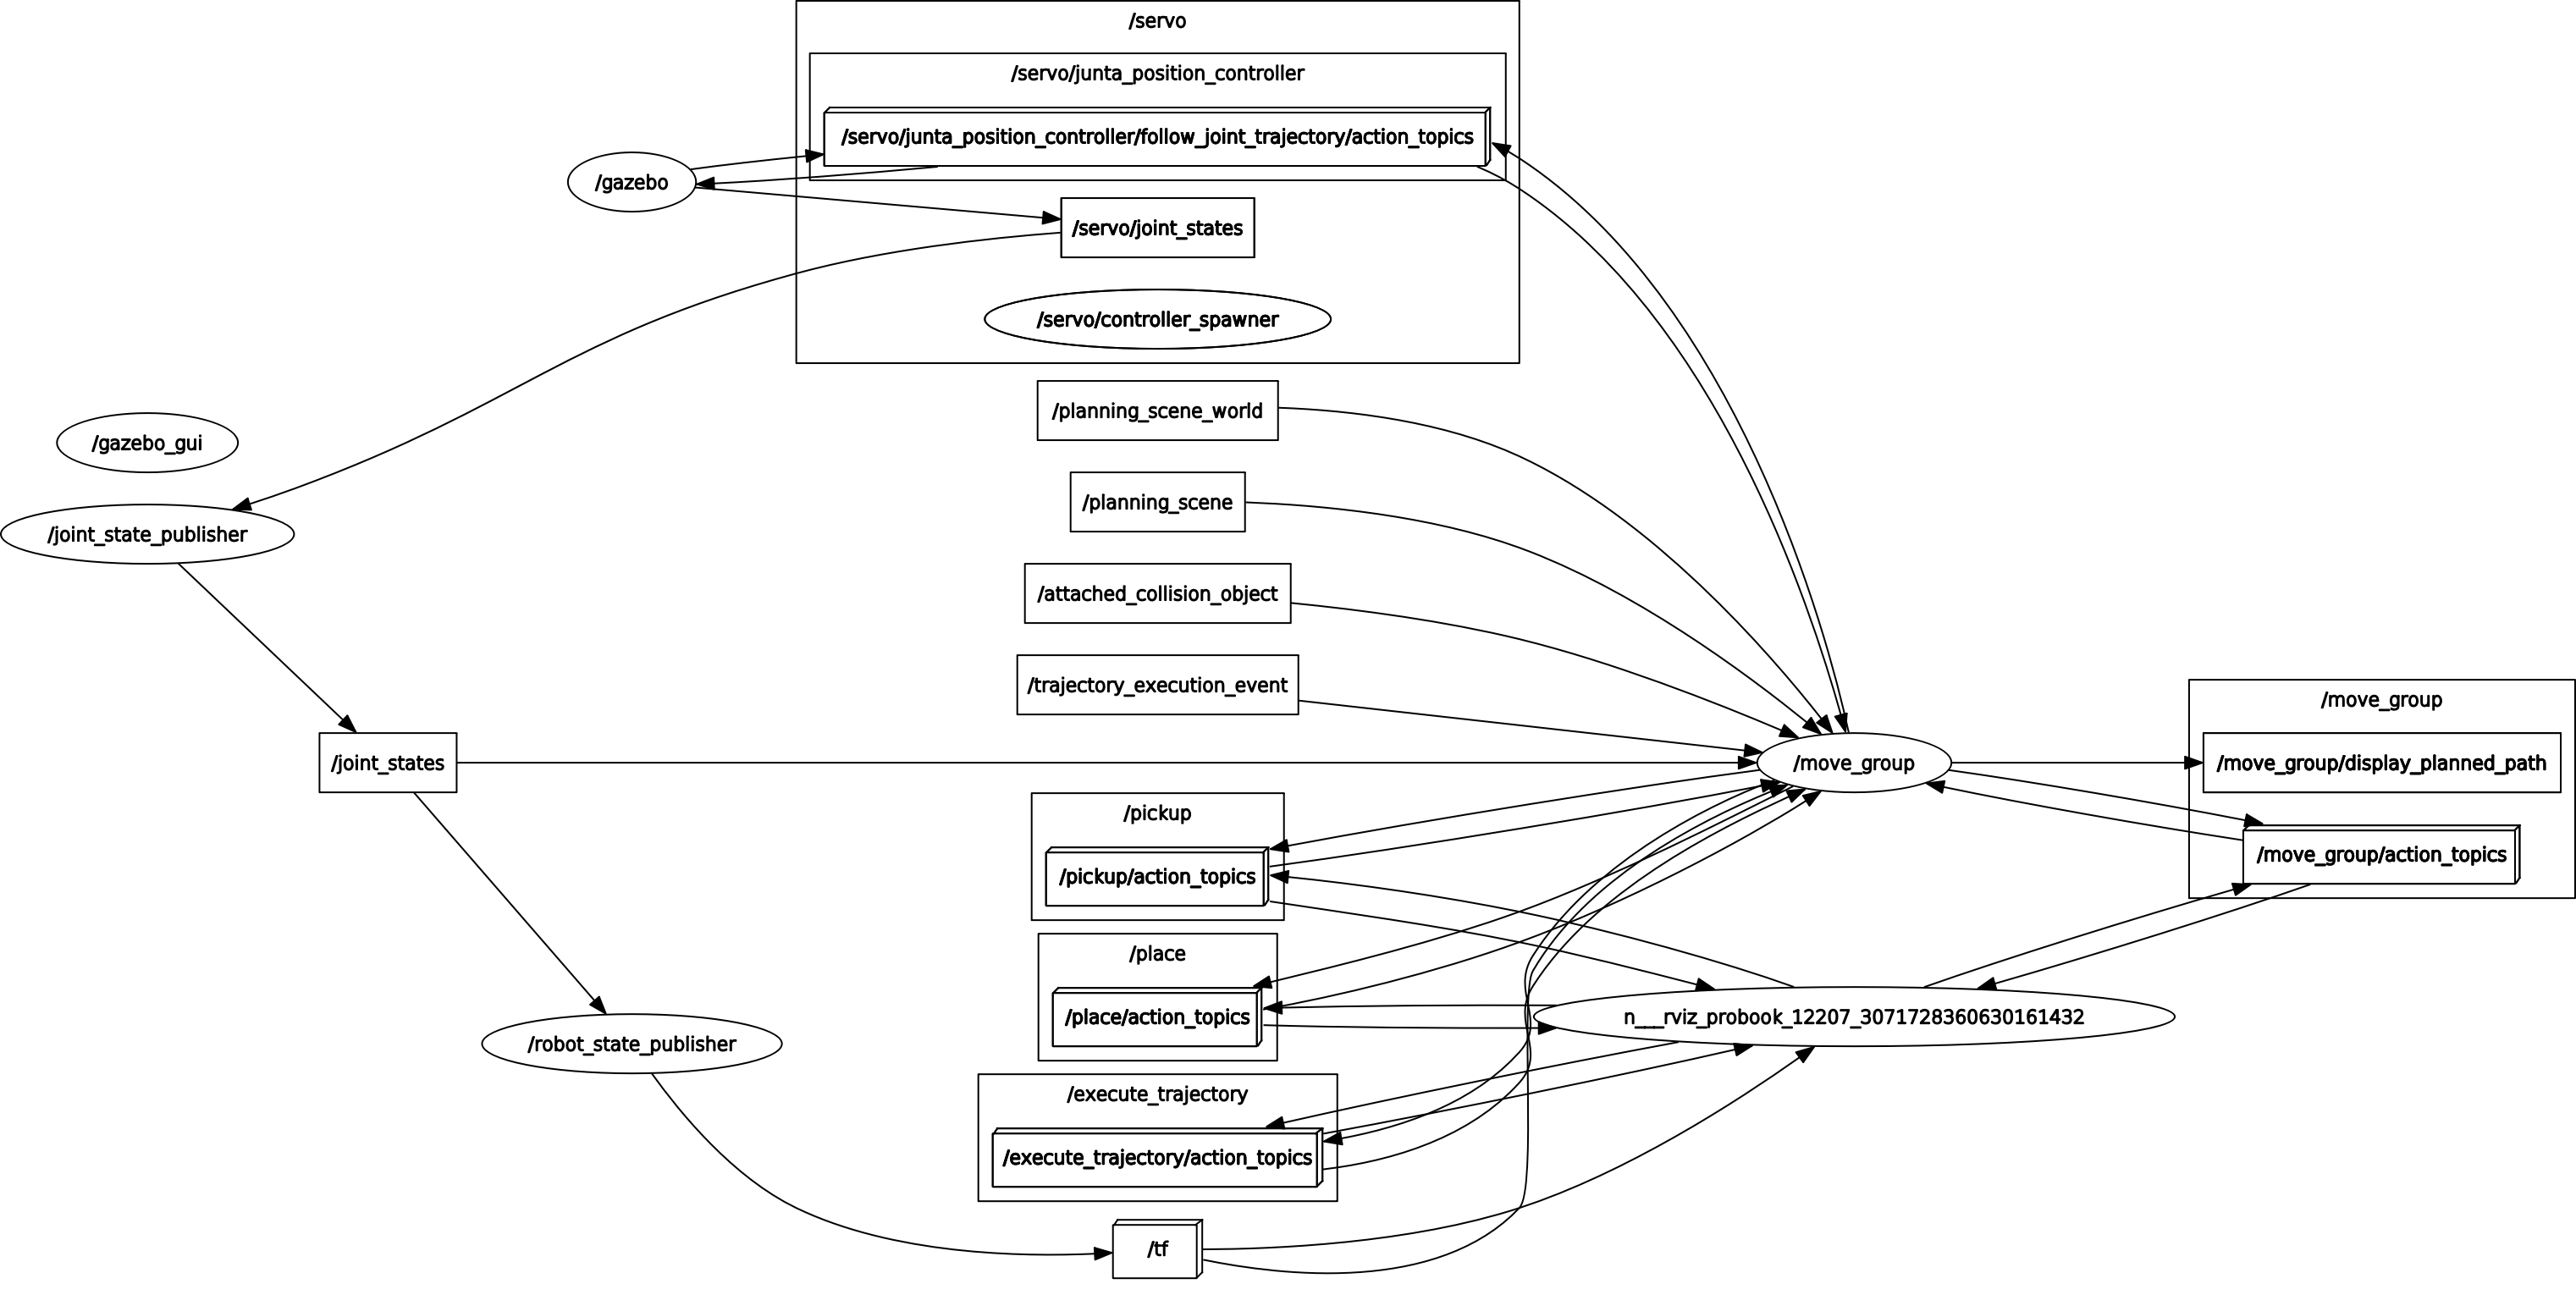 /servo
/servo/junta_position_controller
/servo/junta_position_controller/follow_joint_trajectory/action_topics
/gazebo
/servo/joint_states
/servo/controller_spawner
/planning_scene_world
/gazebo_gui
/planning_scene
/joint_state_publisher
/attached_collision_object
/trajectory_execution_event
/move_group
/joint_states
/move_group
/move_group/display_planned_path
/pickup
/move_group/action_topics
/pickup/action_topics
/place
/place/action_topics
n___rviz_probook_12207_3071728360630161432
/robot_state_publisher
/execute_trajectory
/execute_trajectory/action_topics
/tf